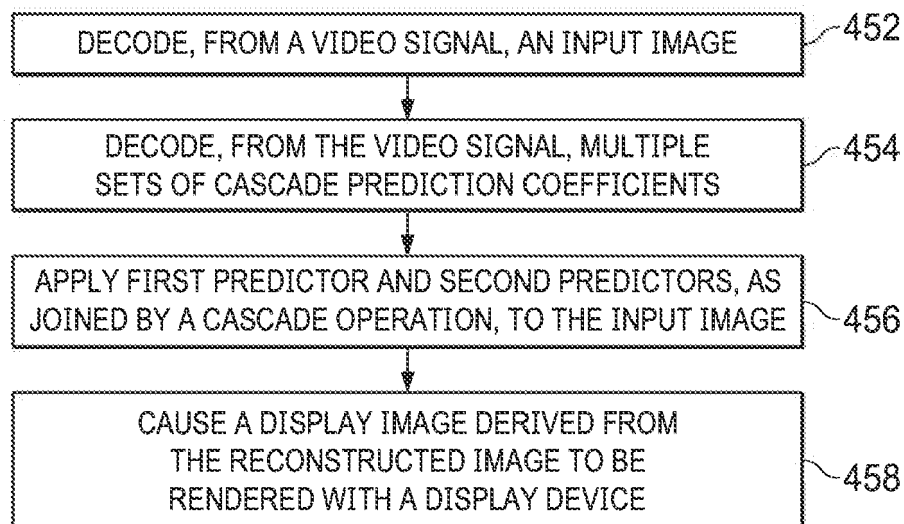 DECODE, FROM A VIDEO SIGNAL, AN INPUT IMAGE
452
DECODE, FROM THE VIDEO SIGNAL, MULTIPLE
SETS OF CASCADE PREDICTION COEFFICIENTS
454
APPLY FIRST PREDICTOR AND SECOND PREDICTORS, AS
JOINED BY A CASCADE OPERATION, TO THE INPUT IMAGE
456
CAUSE A DISPLAY IMAGE DERIVED FROM
THE RECONSTRUCTED IMAGE TO BE
RENDERED WITH A DISPLAY DEVICE
458